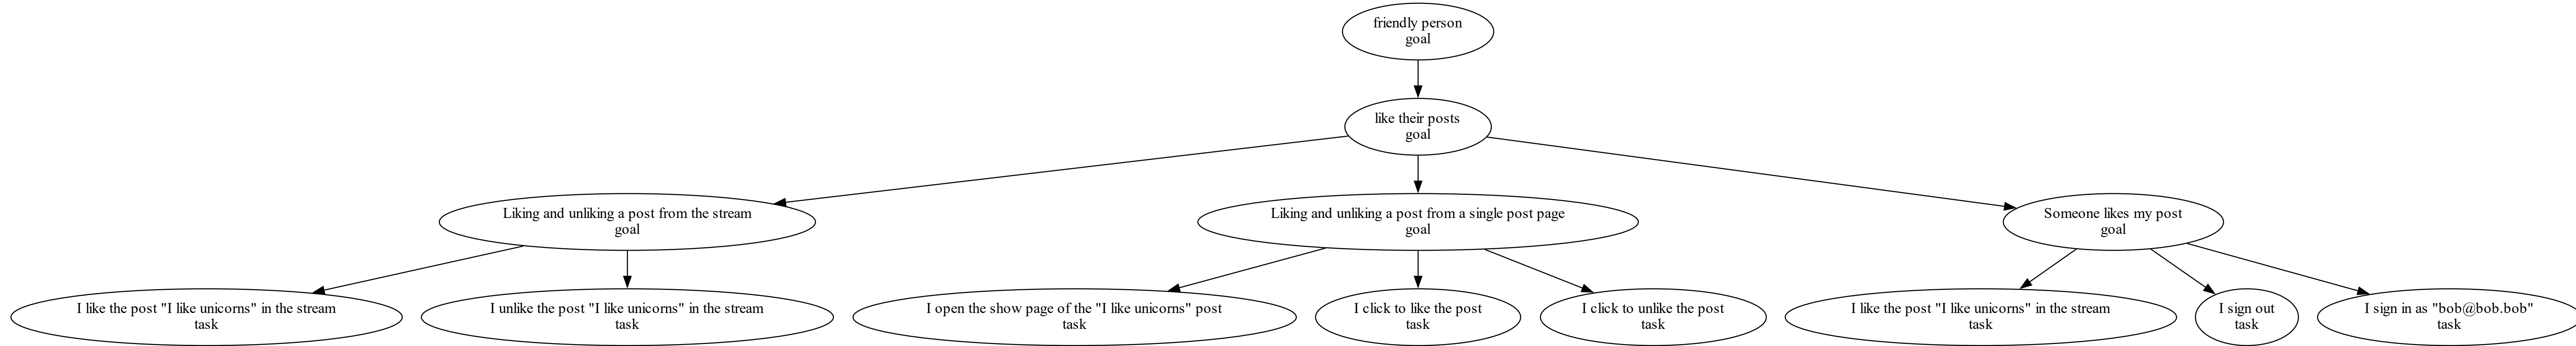 friendly person
goal
like their posts
goal
Liking and unliking a post from the stream
goal
Liking and unliking a post from a single post page
goal
Someone likes my post
goal
I like the post "I like unicorns" in the stream
task
I unlike the post "I like unicorns" in the stream
task
I open the show page of the "I like unicorns" post
task
I click to like the post
task
I click to unlike the post
task
I like the post "I like unicorns" in the stream
task
I sign out
task
I sign in as "bob@bob.bob"
task